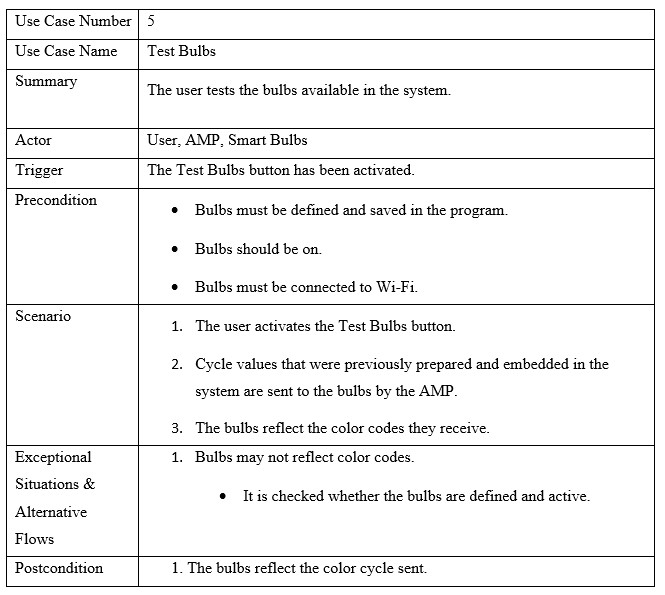 Use Case Number 5
Use Case Name Test Bulbs
Summary The user tests the bulbs available in the system.
Actor User, AMP, Smart Bulbs
Trigger The Test Bulbs button has been activated.
Precondition
• Bulbs must be defined and saved in the program.
• Bulbs should be on.
• Bulbs must be connected to Wi-Fi.
Scenario
1. The user activates the Test Bulbs button.
2. Cycle values that were previously prepared and embedded in the
system are sent to the bulbs by the AMP.
3. The bulbs reflect the color codes they receive.
Exceptional
Situations &
Alternative
Flows
1. Bulbs may not reflect color codes.
• It is checked whether the bulbs are defined and active.
Postcondition 1. The bulbs reflect the color cycle sent.